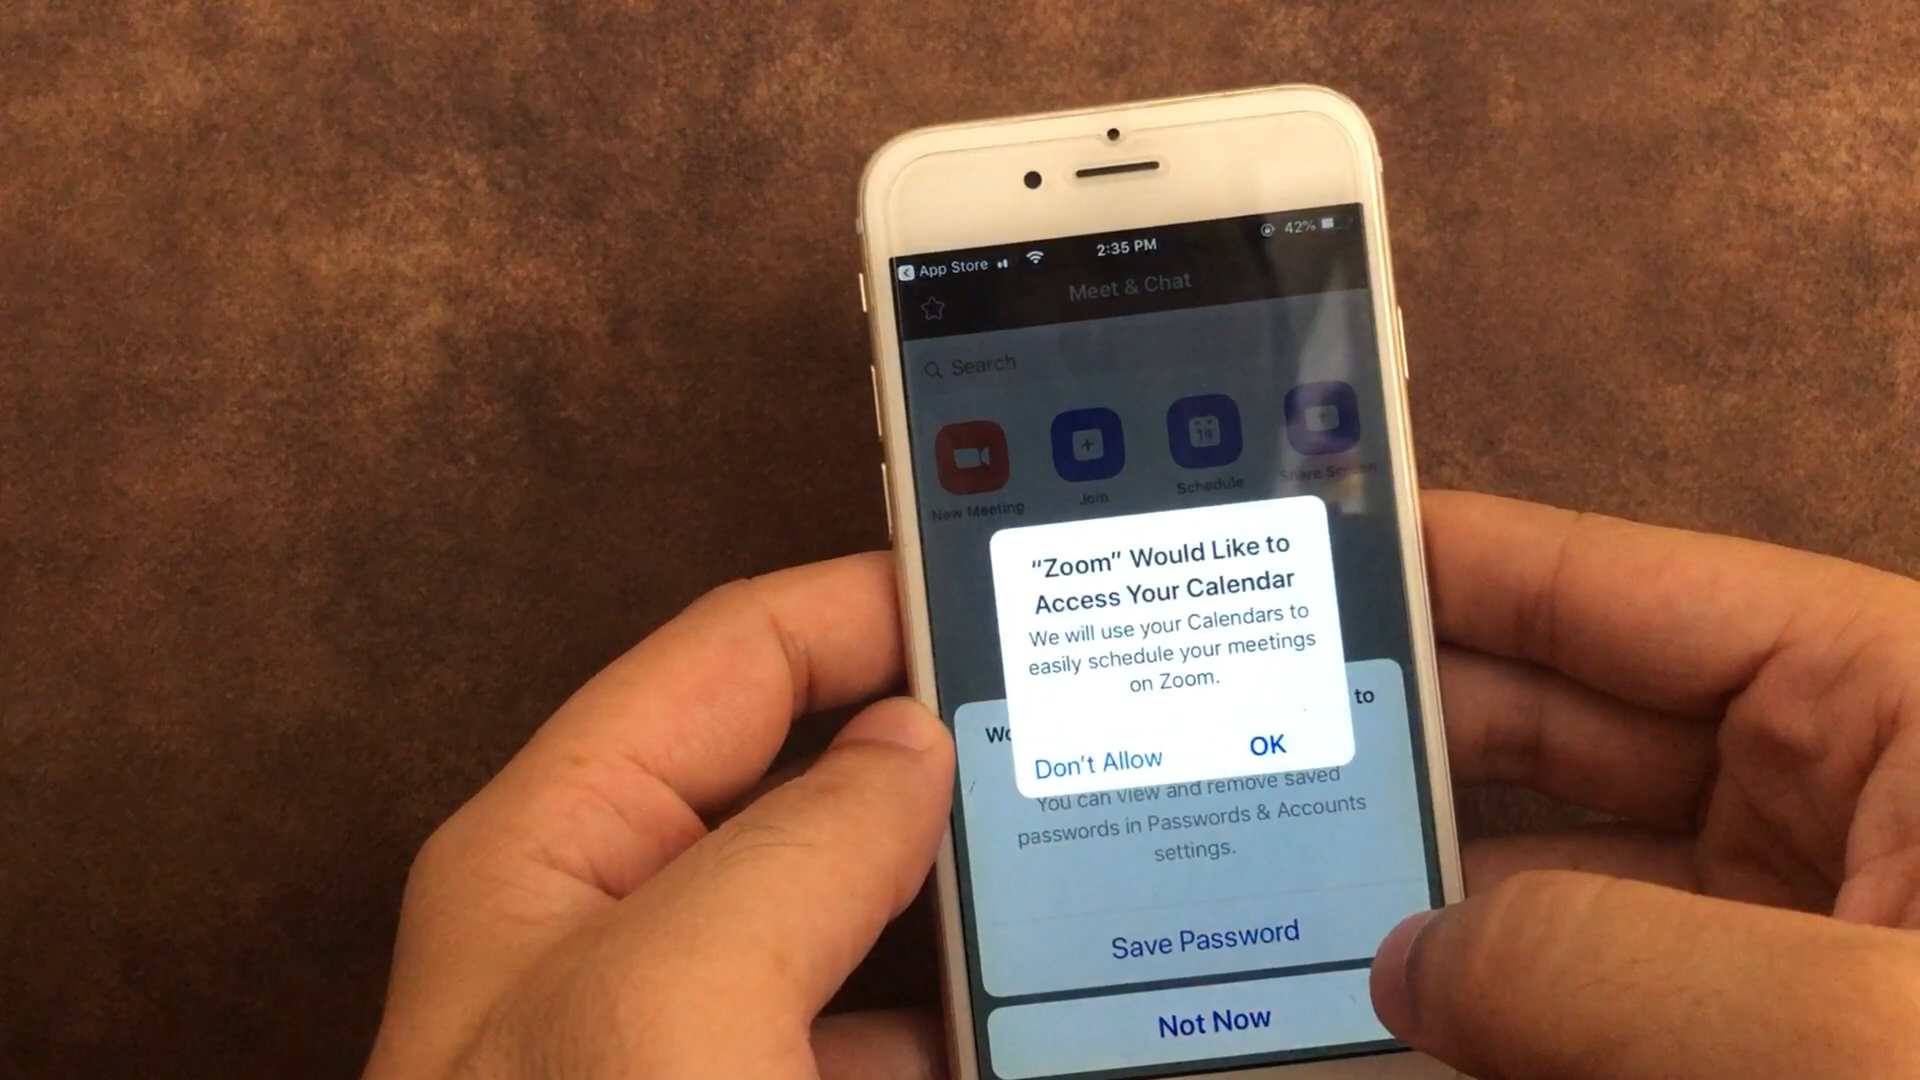 App Store
2:35 PM
42%
Meet & Chat
Search
19
New Meeting
Join
Schedule
Share Screen
"Zoom" Would Like to
Access Your Calendar
We will use your Calendars to
easily schedule your meetings
on Zoom.
Don't Allow
OK
to
You can view and remove saved
passwords in Passwords & Accounts
settings.
Save Password
Not Now